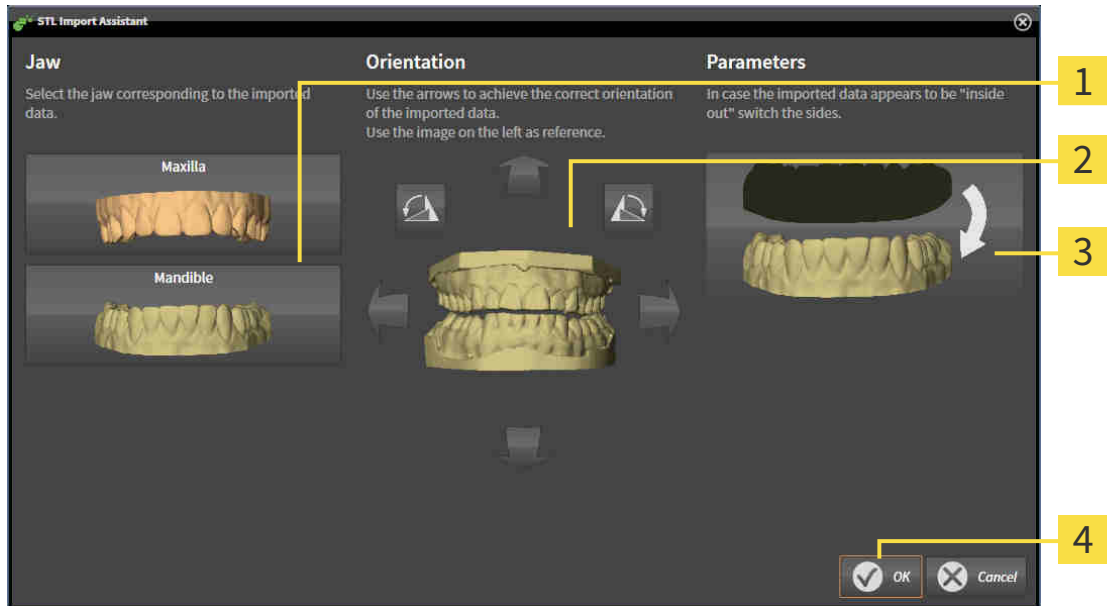 STL Import Assistant
Jaw
Select the jaw corresponding to the imported
data.
Maxilla
Mandible
Orientation
Use the arrows to achieve the correct orientation
of the imported data.
Use the image on the left as reference.
Parameters
In case the imported data appears to be "inside
out" switch the sides.
1
2
3
4
OK
Cancel